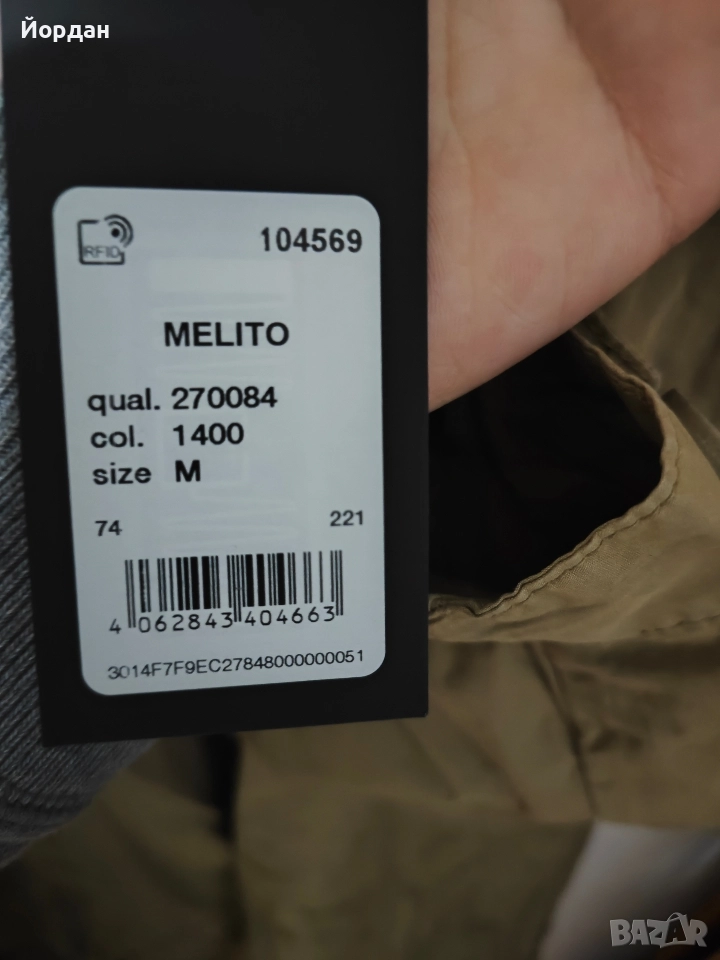 Йордан
RFID
104569
MELITO
qual. 270084
col. 1400
size M
74 221
4 062843 404663
3014F7F9EC27848000000051
BAZAR